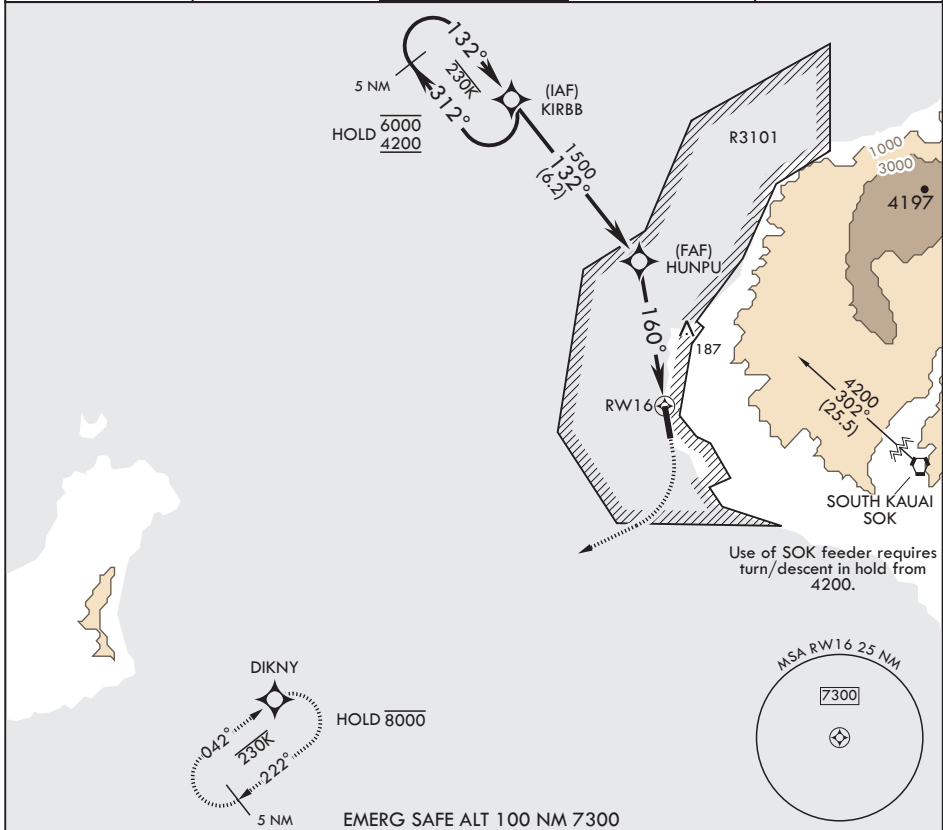 132°
230K
312°
5 NM
HOLD 6000
4200
(IAF)
KIRBB
1500
132°
(6.2)
R3101
1000
3000
4197
(FAF)
HUNPU
160°
187
RW16
4200
302°
(25.5)
SOUTH KAUAI
SOK
Use of SOK feeder requires
turn/descent in hold from
4200.
DIKNY
HOLD 8000
042°
230K
222°
5 NM
MSA RW16 25 NM
7300
EMERG SAFE ALT 100 NM 7300